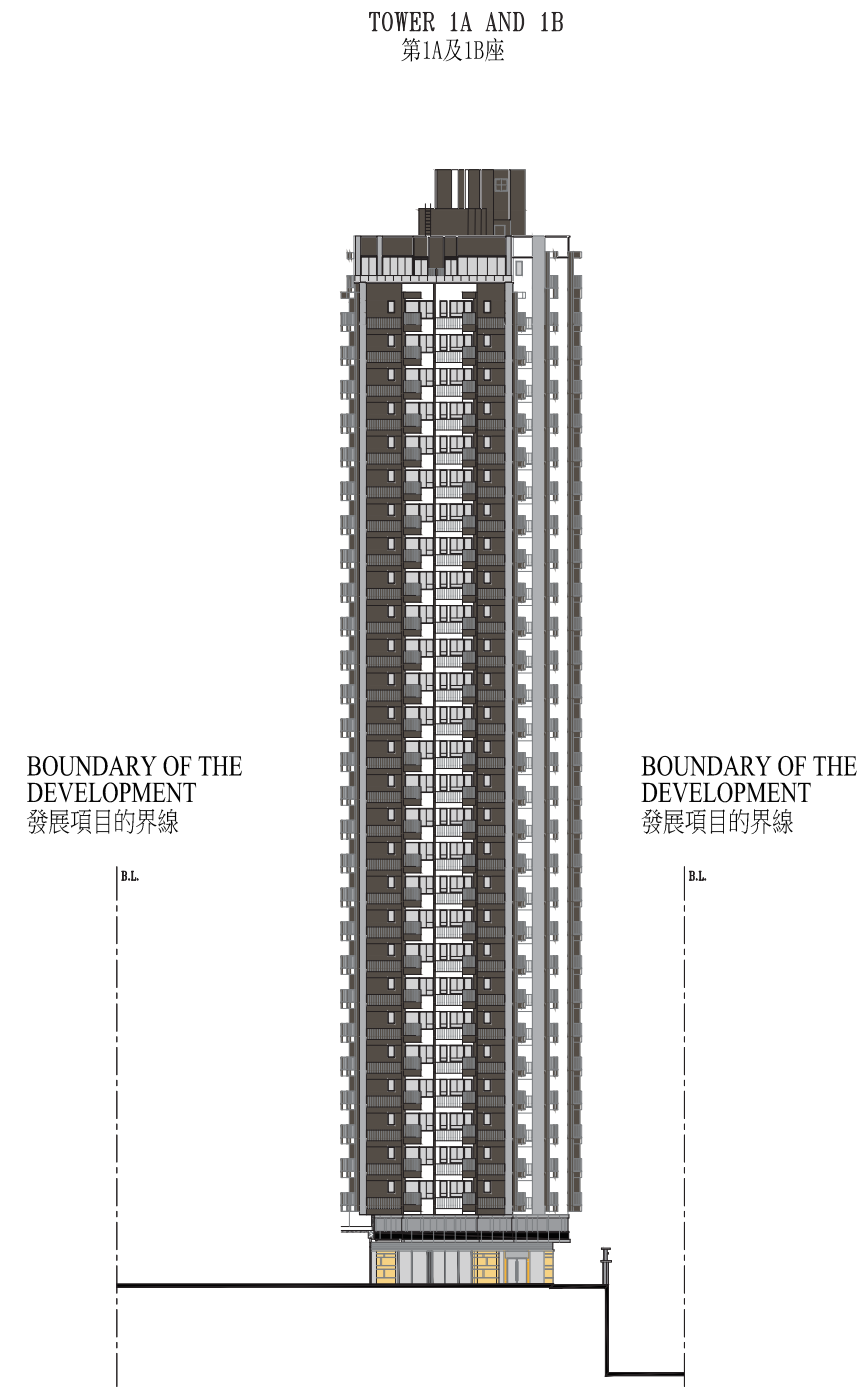 TOWER 1A AND 1B
第1A及1B座
BOUNDARY OF THE
DEVELOPMENT
發展項目的界線
B.L.
BOUNDARY OF THE
DEVELOPMENT
發展項目的界線
B.L.